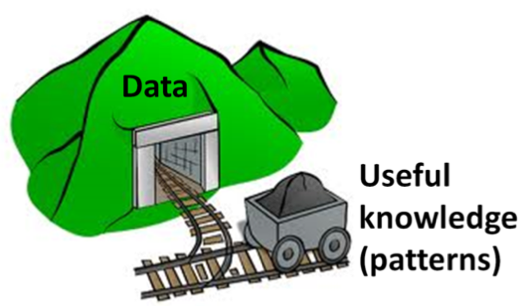 Data
Useful
knowledge
(patterns)